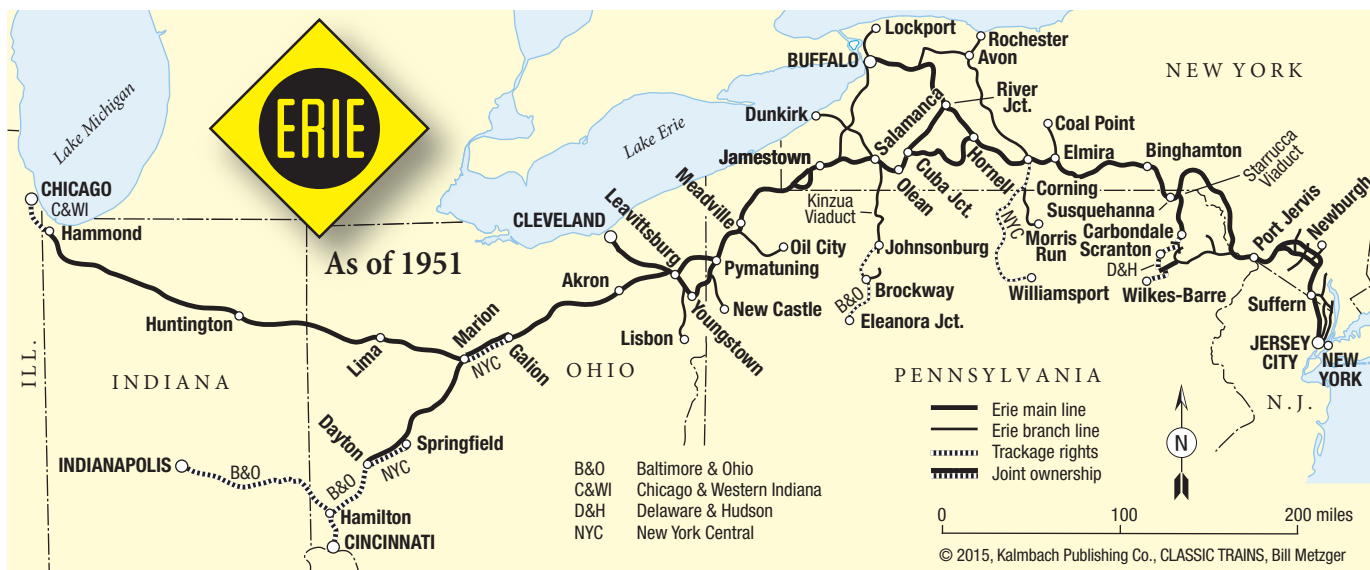 Lockport
Rochester
Avon
BUFFALO
NEW YORK
River
Jct.
Lake Michigan
ERIE
Lake Erie
Dunkirk
Salamanca
Coal Point
Jamestown
Elmira
Binghamton
Starrucca
Viaduct
Hornell
Cuba Jct.
Olean
Corning
CHICAGO
C&WI
Kinzua
Viaduct
Meadville
Leavittsburg
CLEVELAND
NYC
Susquehanna
Carbondale
Scranton
D&H
Port Jervis
Newburgh
Hammond
As of 1951
Oil City
Johnsonburg
Morris
Run
Pymatuning
Akron
Brockway
Williamsport
Wilkes-Barre
Suffern
B&O
New Castle
Eleanora Jct.
Huntington
Marion
Youngstown
Lisbon
Lima
NYC
Galion
JERSEY
CITY
NEW
YORK
ILL.
INDIANA
OHIO
PENNSYLVANIA
N.J.
Erie main line
Erie branch line
Trackage rights
Joint ownership
N
Dayton
Springfield
NYC
INDIANAPOLIS
B&O
B&O
Hamilton
CINCINNATI
B&O Baltimore & Ohio
C&WI Chicago & Western Indiana
D&H Delaware & Hudson
NYC New York Central
0 100 200 miles
© 2015, Kalmbach Publishing Co., CLASSIC TRAINS, Bill Metzger